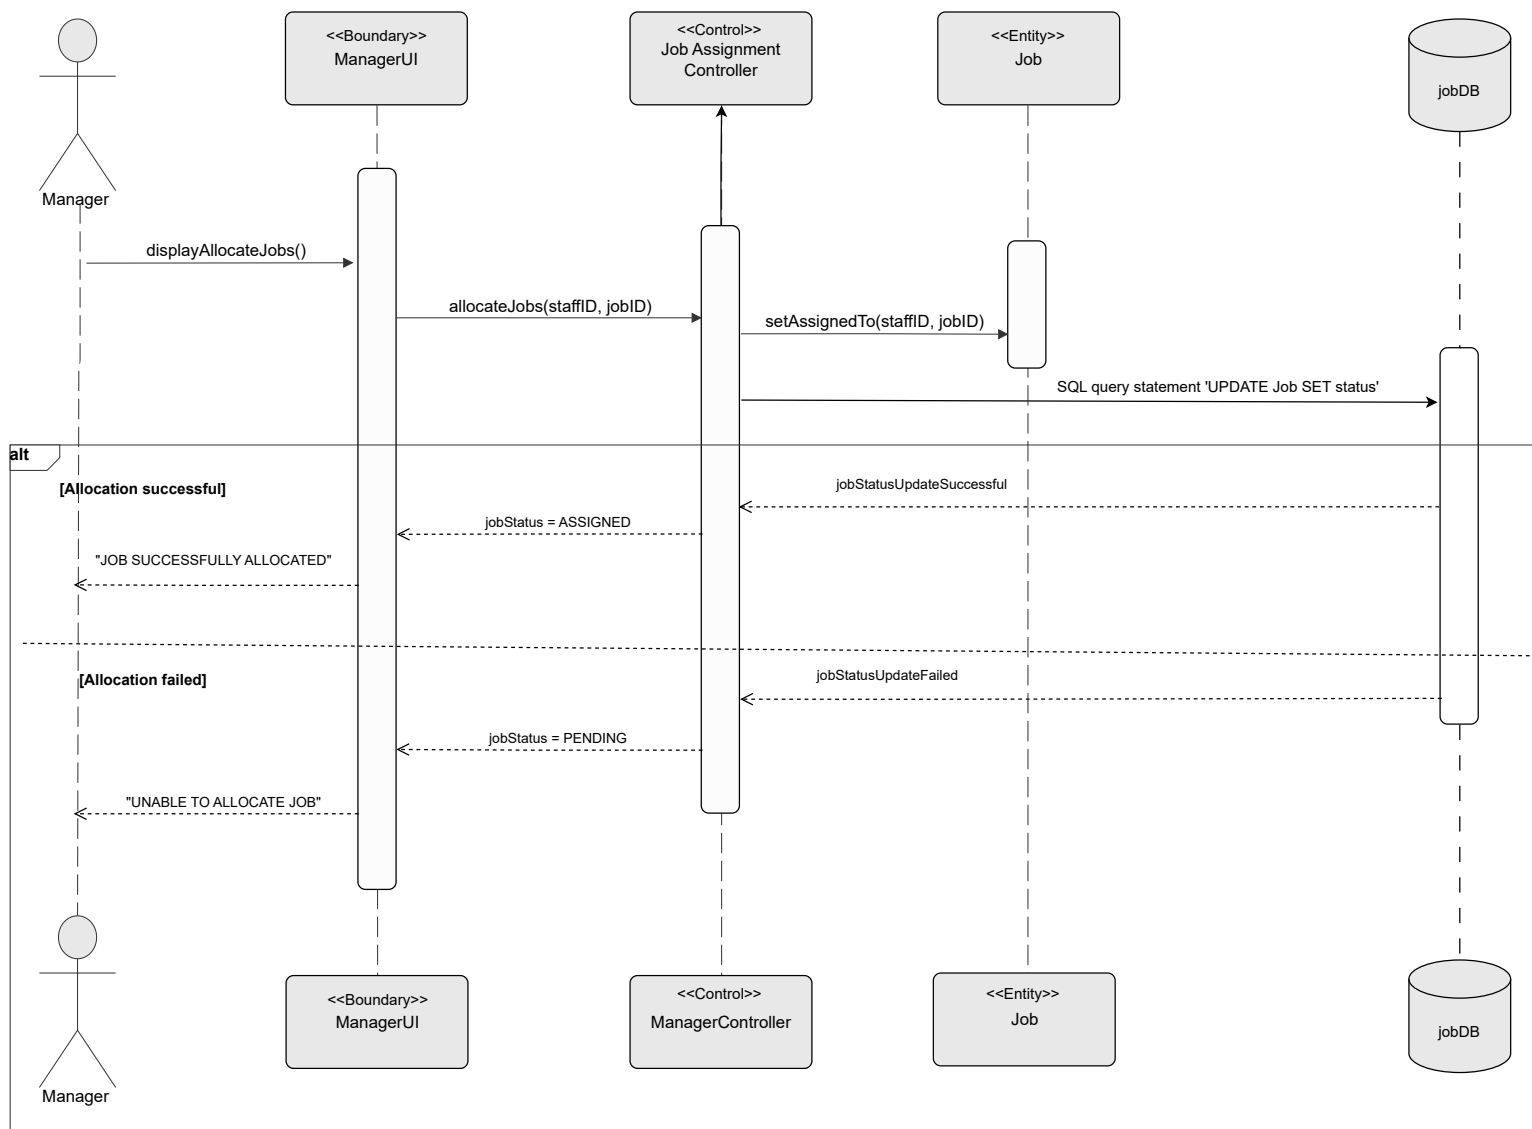 <<Boundary>>
ManagerUI
<<Control>>
Job Assignment
Controller
<<Entity>>
Job
jobDB
Manager
displayAllocateJobs()
allocateJobs(staffID, jobID)
setAssignedTo(staffID, jobID)
SQL query statement 'UPDATE Job SET status'
alt
[Allocation successful]
jobStatusUpdateSuccessful
jobStatus = ASSIGNED
"JOB SUCCESSFULLY ALLOCATED"
[Allocation failed]
jobStatusUpdateFailed
jobStatus = PENDING
"UNABLE TO ALLOCATE JOB"
<<Boundary>>
ManagerUI
<<Control>>
ManagerController
<<Entity>>
Job
jobDB
Manager